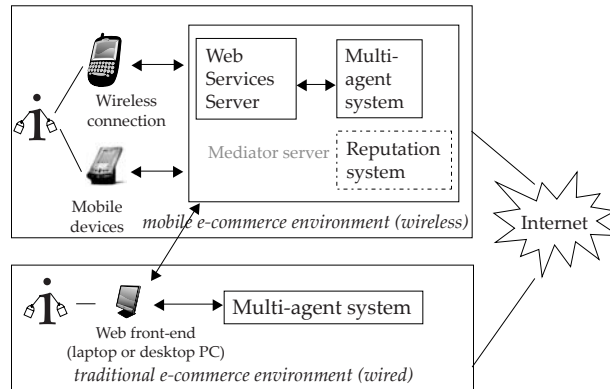 Web
Services
Server
Multi-
agent
system
Wireless
connection
Mediator server
Reputation
system
Mobile
devices
mobile e-commerce environment (wireless)
Internet
Multi-agent system
Web front-end
(laptop or desktop PC)
traditional e-commerce environment (wired)